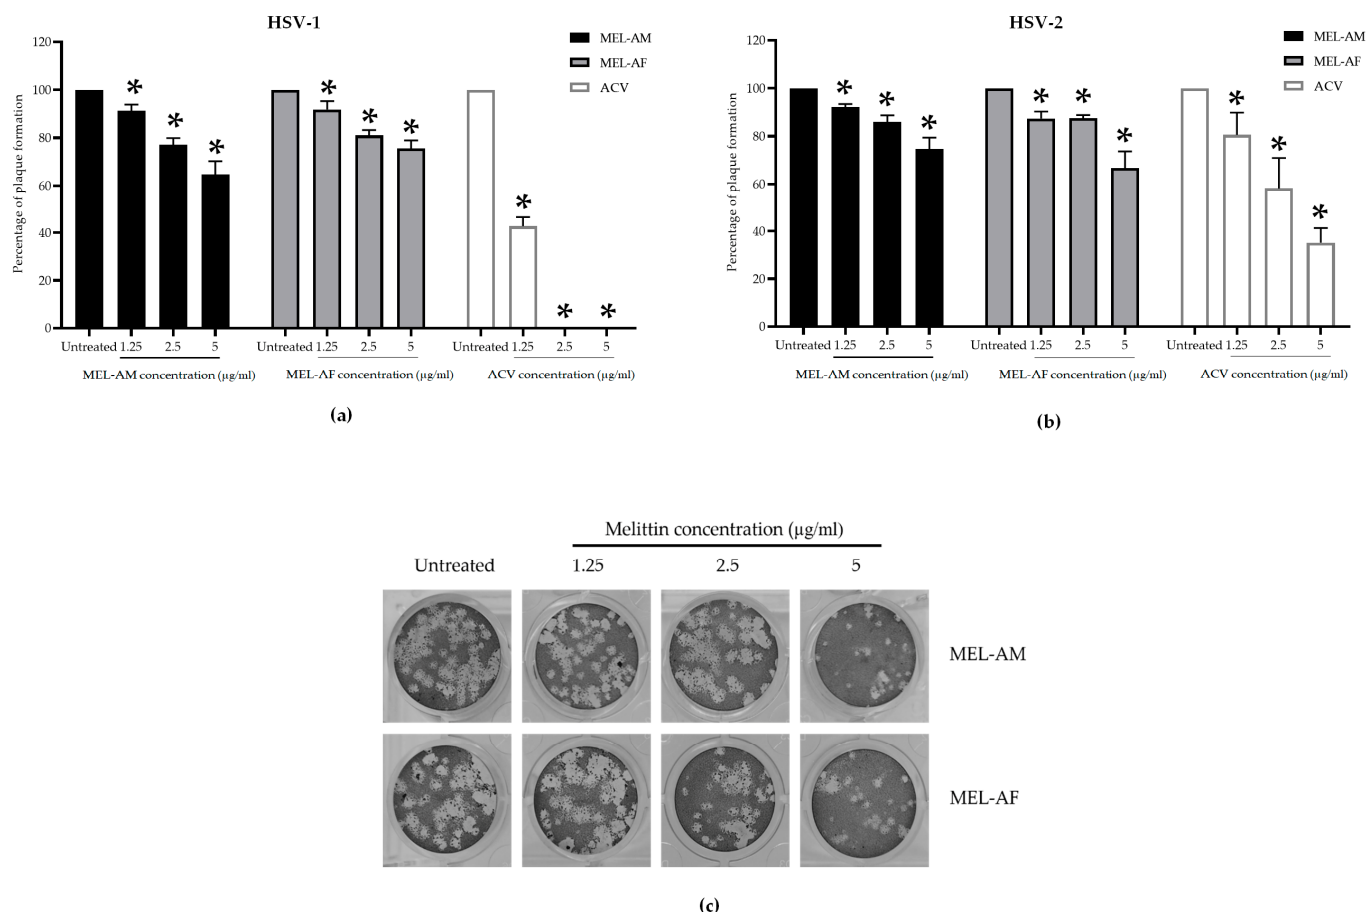 HSV-1
120
100
80
60
40
20
0
Percentage of plaque formation
MEL-AM
MEL-AF
ACV
* * * * * * * * *
Untreated 1.25 2.5 5 Untreated 1.25 2.5 5 Untreated 1.25 2.5 5
MEL-AM concentration (µg/ml) MEL-AF concentration (µg/ml) ACV concentration (µg/ml)
(a)
HSV-2
120
100
80
60
40
20
0
Percentage of plaque formation
MEL-AM
MEL-AF
ACV
* * * * * * * * *
Untreated 1.25 2.5 5 Untreated 1.25 2.5 5 Untreated 1.25 2.5 5
MEL-AM concentration (µg/ml) MEL-AF concentration (µg/ml) ACV concentration (µg/ml)
(b)
Melittin concentration (µg/ml)
Untreated 1.25 2.5 5
MEL-AM
MEL-AF
(c)